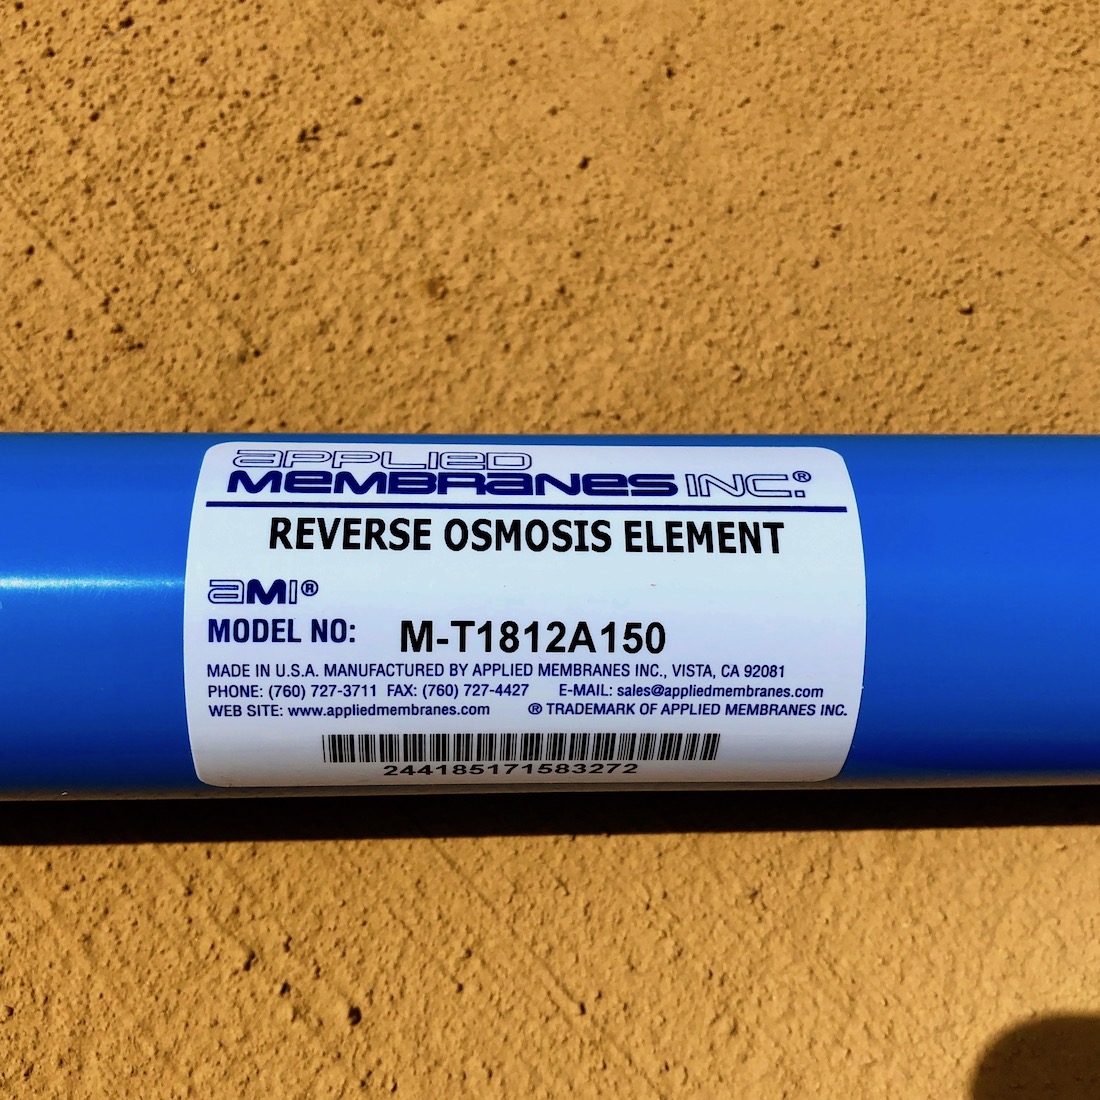 APPLIED
MEMBRANES INC.®
REVERSE OSMOSIS ELEMENT
AMI®
MODEL NO: M-T1812A150
MADE IN U.S.A. MANUFACTURED BY APPLIED MEMBRANES INC., VISTA, CA 92081
PHONE: (760) 727-3711 FAX: (760) 727-4427 E-MAIL: sales@appliedmembranes.com
WEB SITE: www.appliedmembranes.com ® TRADEMARK OF APPLIED MEMBRANES INC.
244185171583272